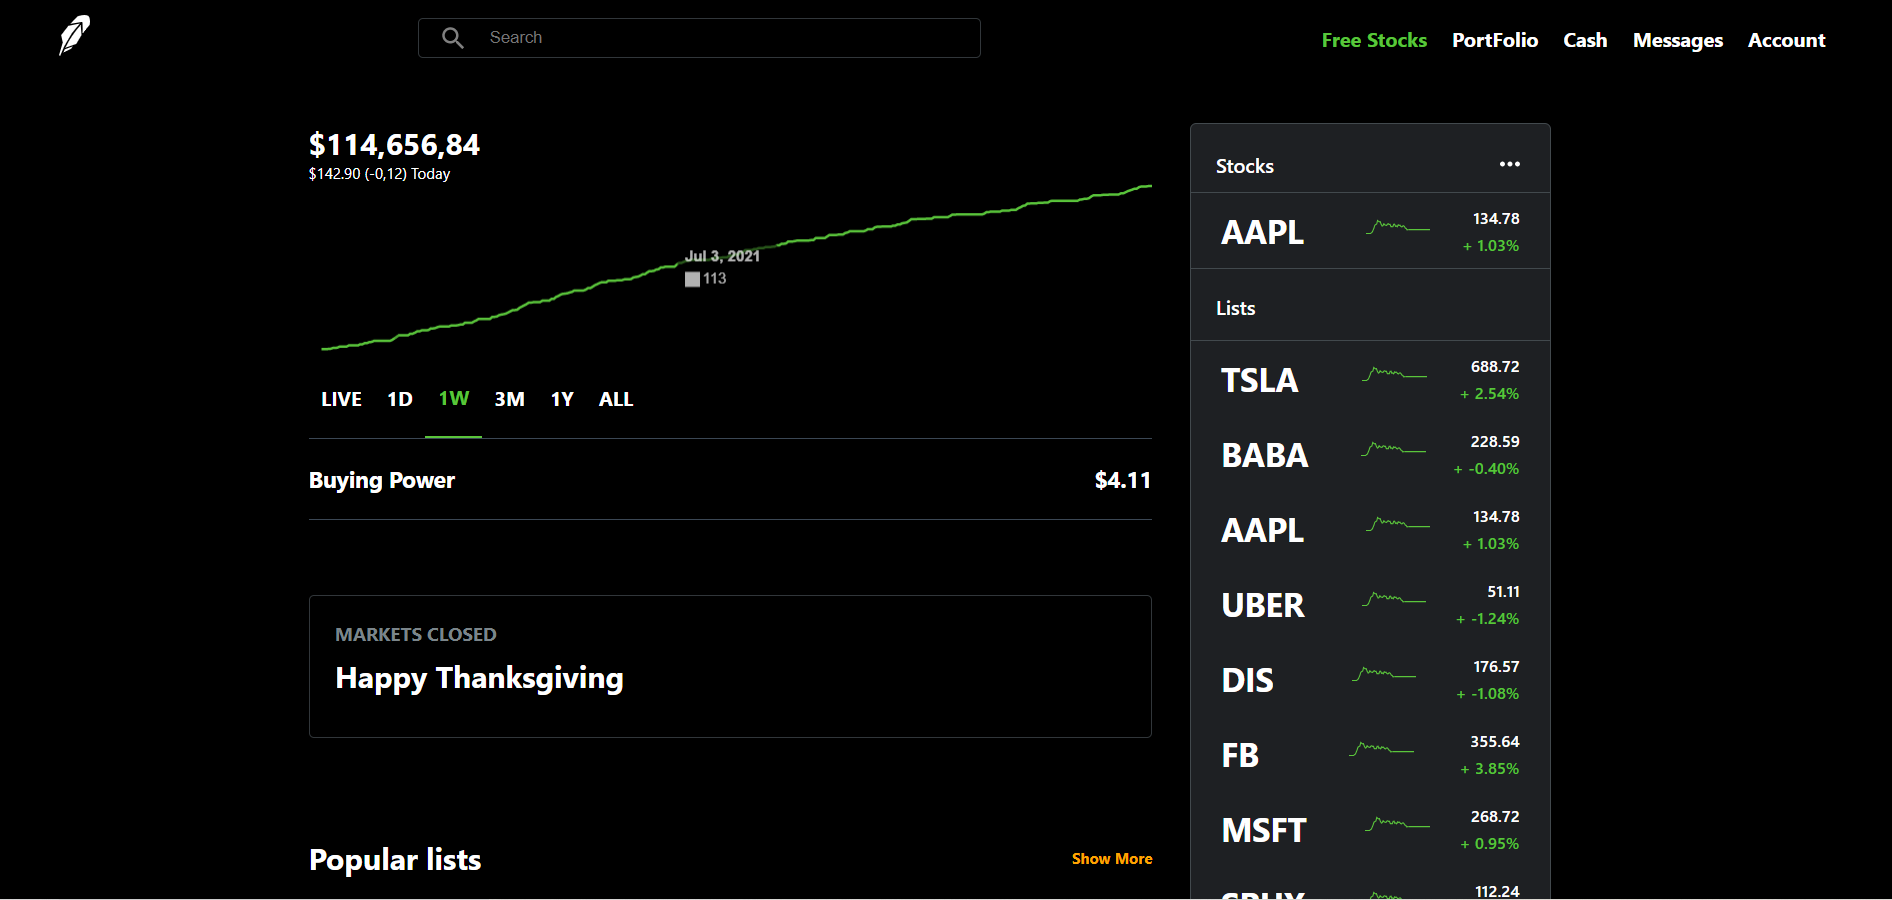 Search
Free Stocks PortFolio Cash Messages Account
$114,656,84
$142.90 (-0,12) Today
Jul 3, 2021
113
LIVE 1D 1W 3M 1Y ALL
Buying Power $4.11
MARKETS CLOSED
Happy Thanksgiving
Popular lists Show More
Stocks
AAPL 134.78
+ 1.03%
Lists
TSLA 688.72
+ 2.54%
BABA 228.59
+ -0.40%
AAPL 134.78
+ 1.03%
UBER 51.11
+ -1.24%
DIS 176.57
+ -1.08%
FB 355.64
+ 3.85%
MSFT 268.72
+ 0.95%
112.24